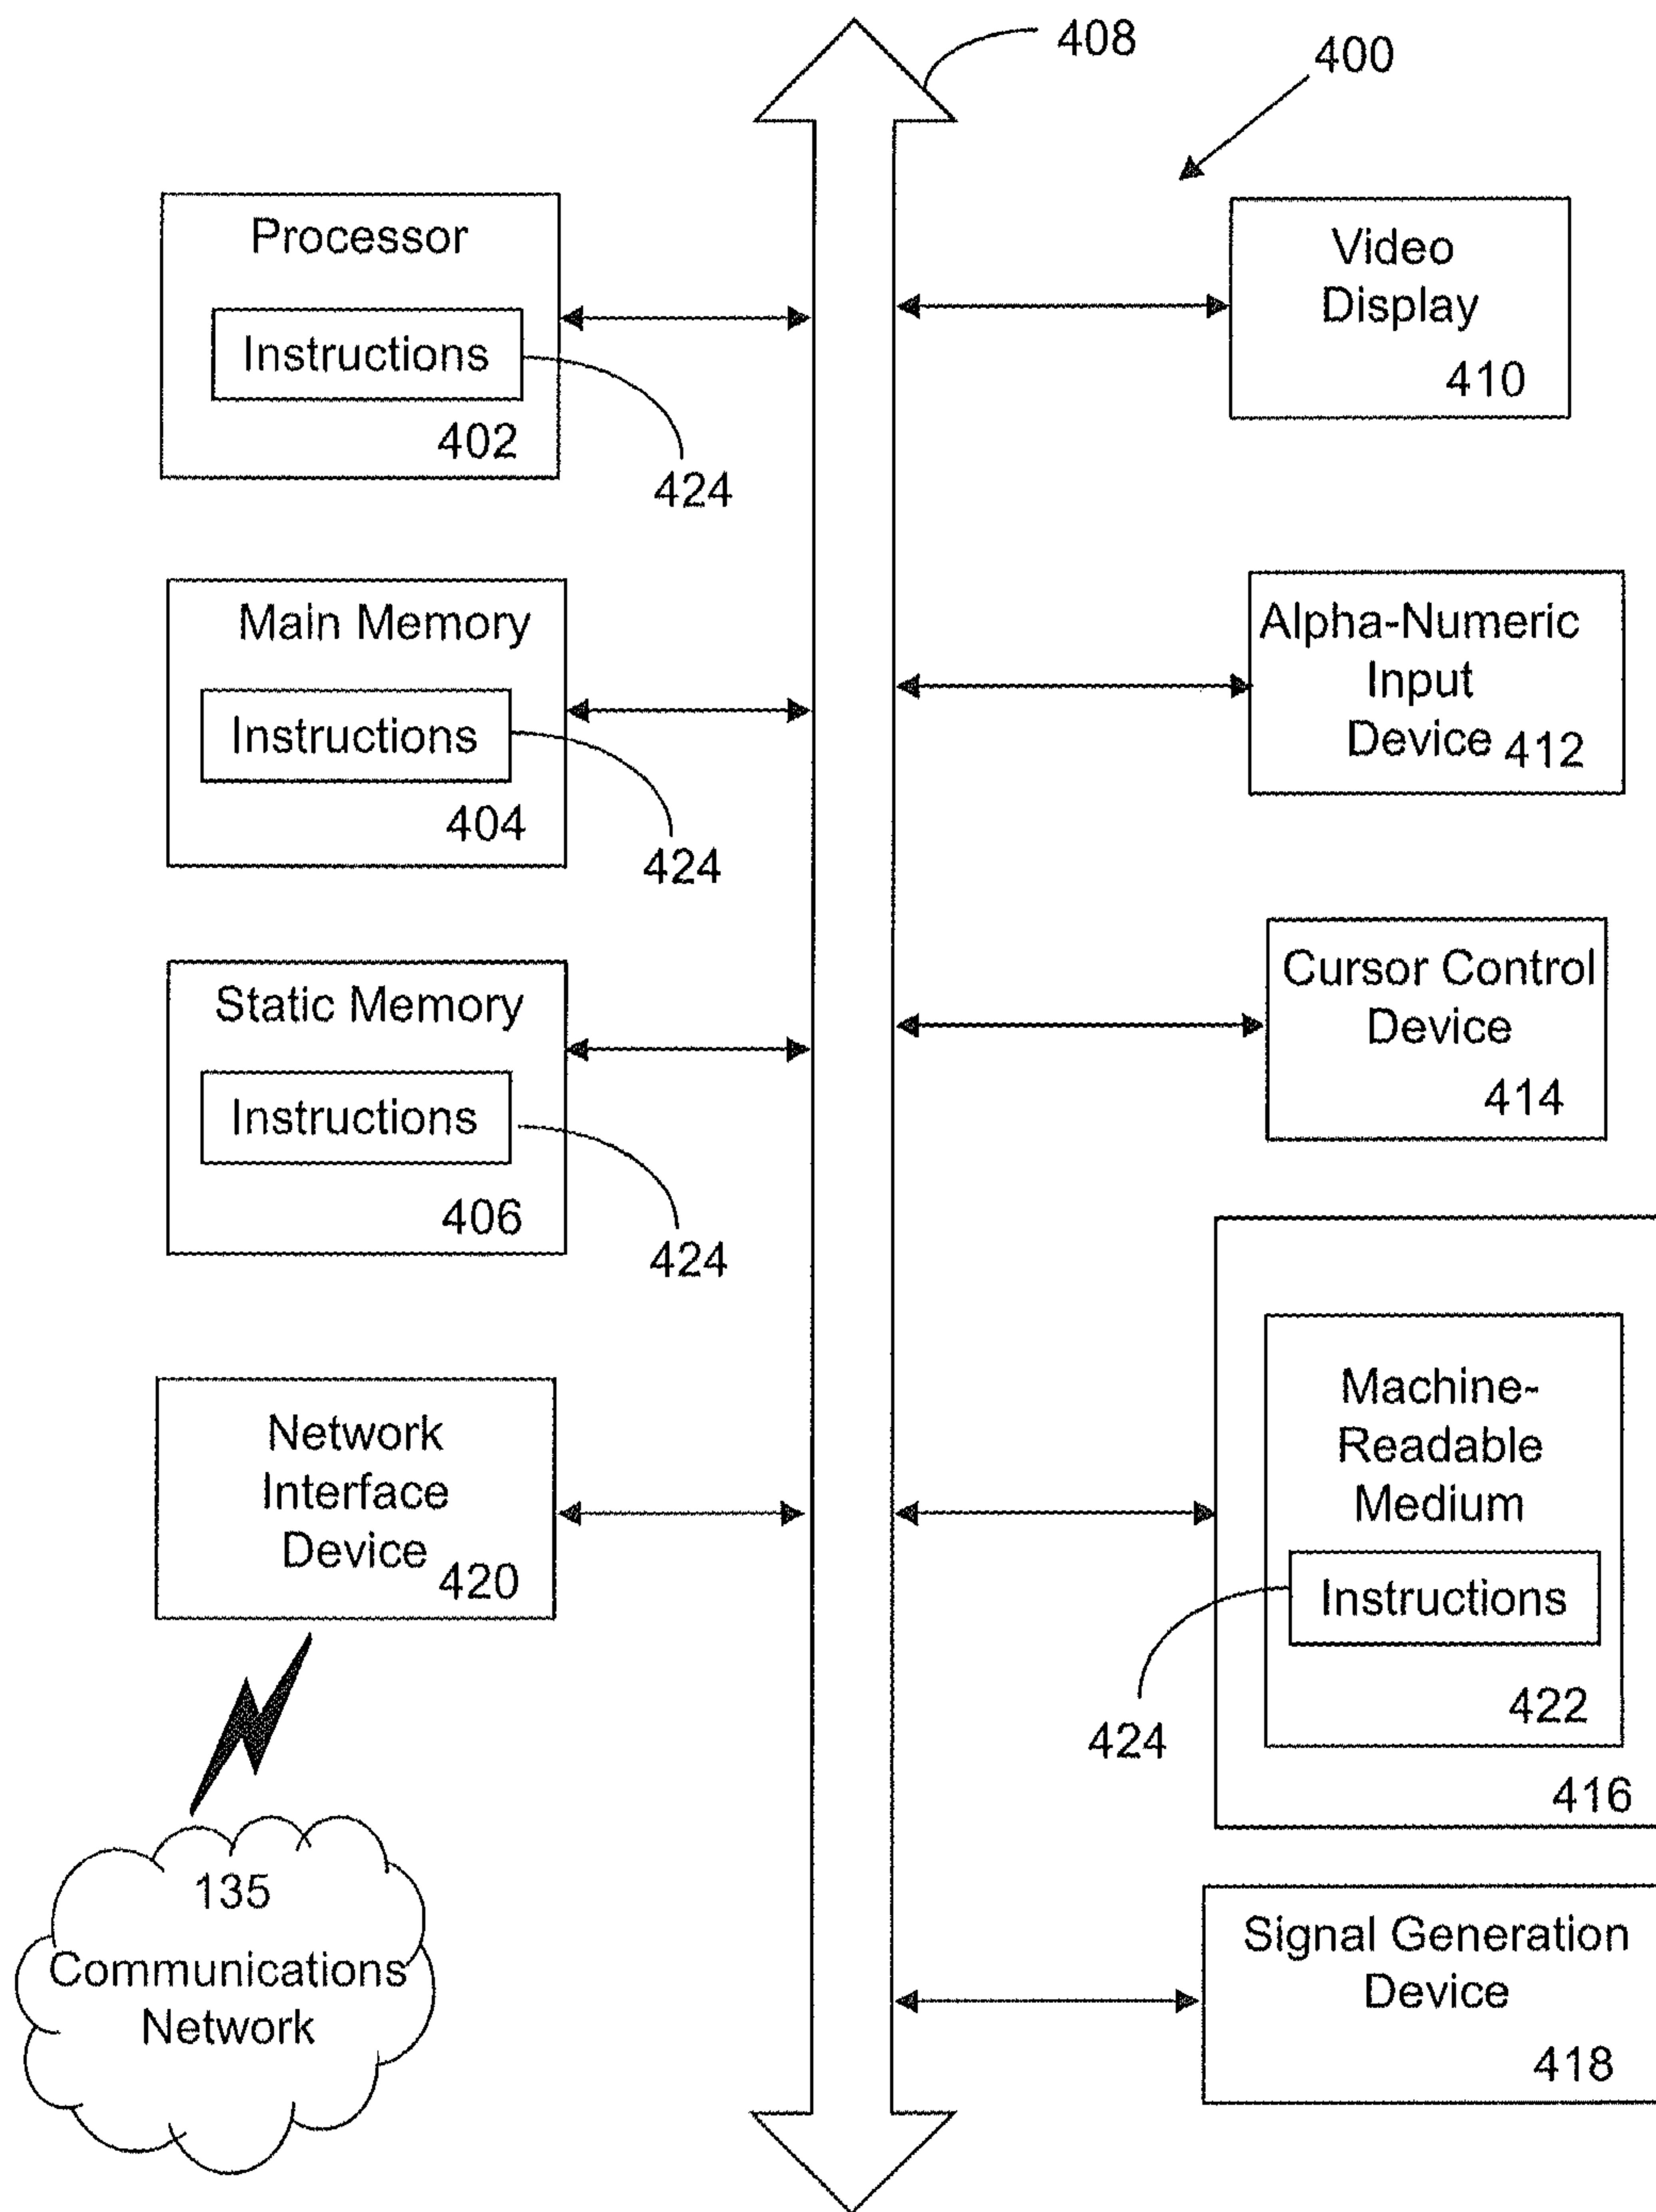 408
400
Processor
Instructions
402
424
Video
Display
410
Main Memory
Instructions
404
424
Alpha-Numeric
Input
Device 412
Static Memory
Instructions
406
424
Cursor Control
Device
414
Network
Interface
Device 420
Machine-
Readable
Medium
Instructions
422
424
416
135
Communications
Network
Signal Generation
Device
418